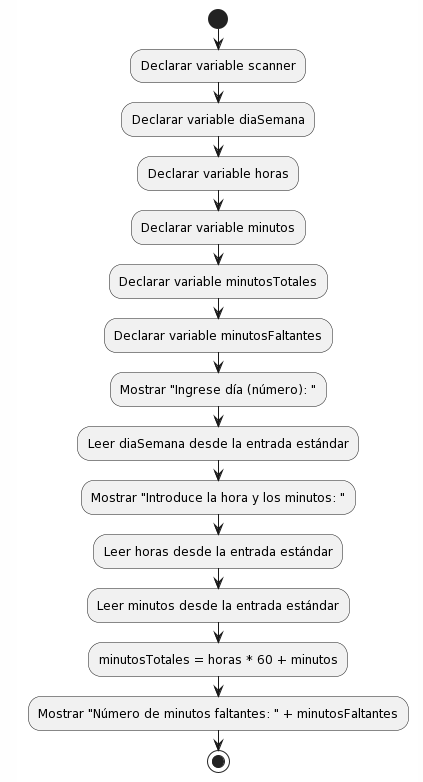 Declarar variable scanner
Declarar variable diaSemana
Declarar variable horas
Declarar variable minutos
Declarar variable minutosTotales
Declarar variable minutosFaltantes
Mostrar "Ingrese día (número): "
Leer diaSemana desde la entrada estándar
Mostrar "Introduce la hora y los minutos: "
Leer horas desde la entrada estándar
Leer minutos desde la entrada estándar
minutosTotales = horas * 60 + minutos
Mostrar "Número de minutos faltantes: " + minutosFaltantes